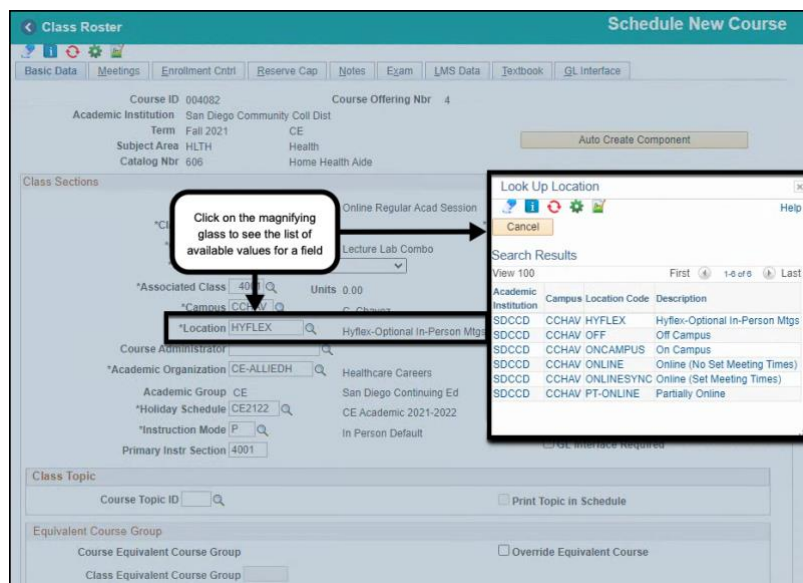 Class Roster
Schedule New Course
Basic Data Meetings Enrollment Cntrl Reserve Cap Notes Exam LMS Data Textbook GL Interface
Course ID 004082 Course Offering Nbr 4
Academic Institution San Diego Community Coll Dist
Term Fall 2021 CE
Auto Create Component
Subject Area HLTH Health
Catalog Nbr 606 Home Health Aide
Class Sections
Online Regular Acad Session
Click on the magnifying
glass to see the list of
available values for a field
Lecture Lab Combo
*Associated Class 4001 Units 0.00
*Campus CCHAV C. Chavez
*Location HYFLEX Hyflex-Optional In-Person Mtgs
Course Administrator
*Academic Organization CE-ALLIEDH Healthcare Careers
Academic Group CE San Diego Continuing Ed
*Holiday Schedule CE2122 CE Academic 2021-2022
*Instruction Mode P In Person Default
GL Interface Required
Primary Instr Section 4001
Look Up Location
Help
Cancel
Search Results
View 100 First 1-6 of 6 Last
Academic
Institution Campus Location Code Description
SDCCD CCHAV HYFLEX Hyflex-Optional In-Person Mtgs
SDCCD CCHAV OFF Off Campus
SDCCD CCHAV ONCAMPUS On Campus
SDCCD CCHAV ONLINE Online (No Set Meeting Times)
SDCCD CCHAV ONLINESYNC Online (Set Meeting Times)
SDCCD CCHAV PT-ONLINE Partially Online
Class Topic
Course Topic ID Print Topic in Schedule
Equivalent Course Group
Course Equivalent Course Group Override Equivalent Course
Class Equivalent Course Group